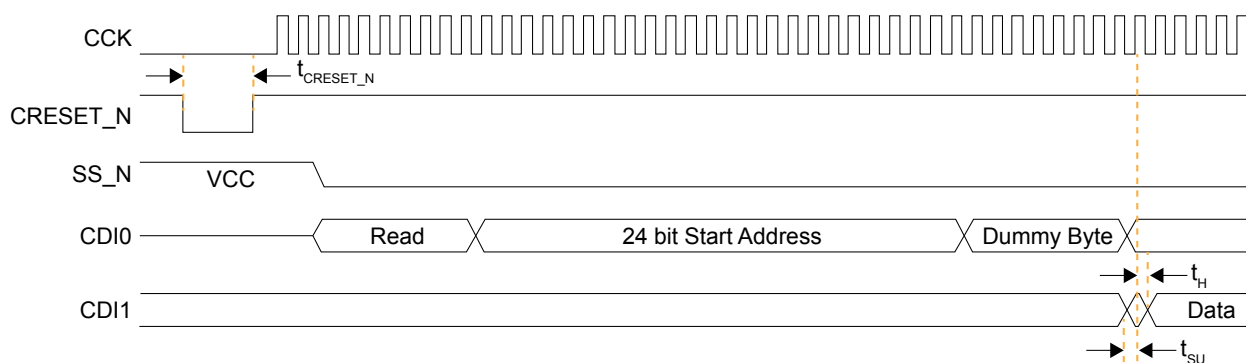 CCK
tCRESET_N
CRESET_N
SS_N VCC
CDI0 Read 24 bit Start Address Dummy Byte
tH
CDI1 Data
tSU